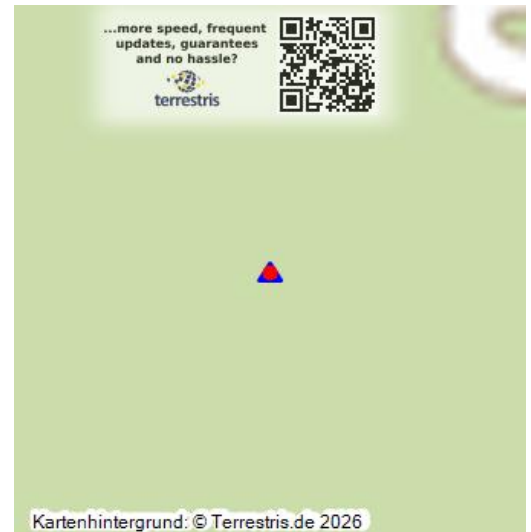 ...more speed, frequent
updates, guarantees
and no hassle?
terrestris
Kartenhintergrund: © Terrestris.de 2026